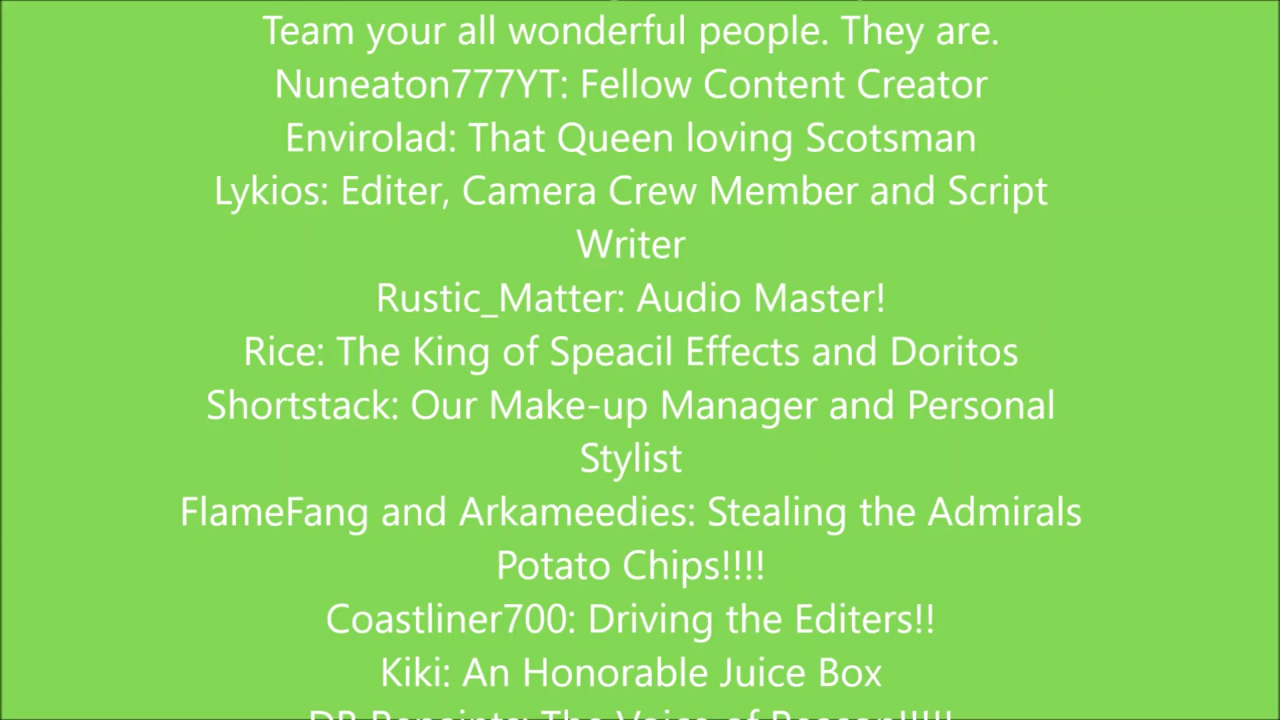 Team your all wonderful people. They are.
Nuneaton777YT: Fellow Content Creator
Envirolad: That Queen loving Scotsman
Lykios: Editer, Camera Crew Member and Script
Writer
Rustic_Matter: Audio Master!
Rice: The King of Speacil Effects and Doritos
Shortstack: Our Make-up Manager and Personal
Stylist
FlameFang and Arkameedies: Stealing the Admirals
Potato Chips!!!!
Coastliner700: Driving the Editers!!
Kiki: An Honorable Juice Box